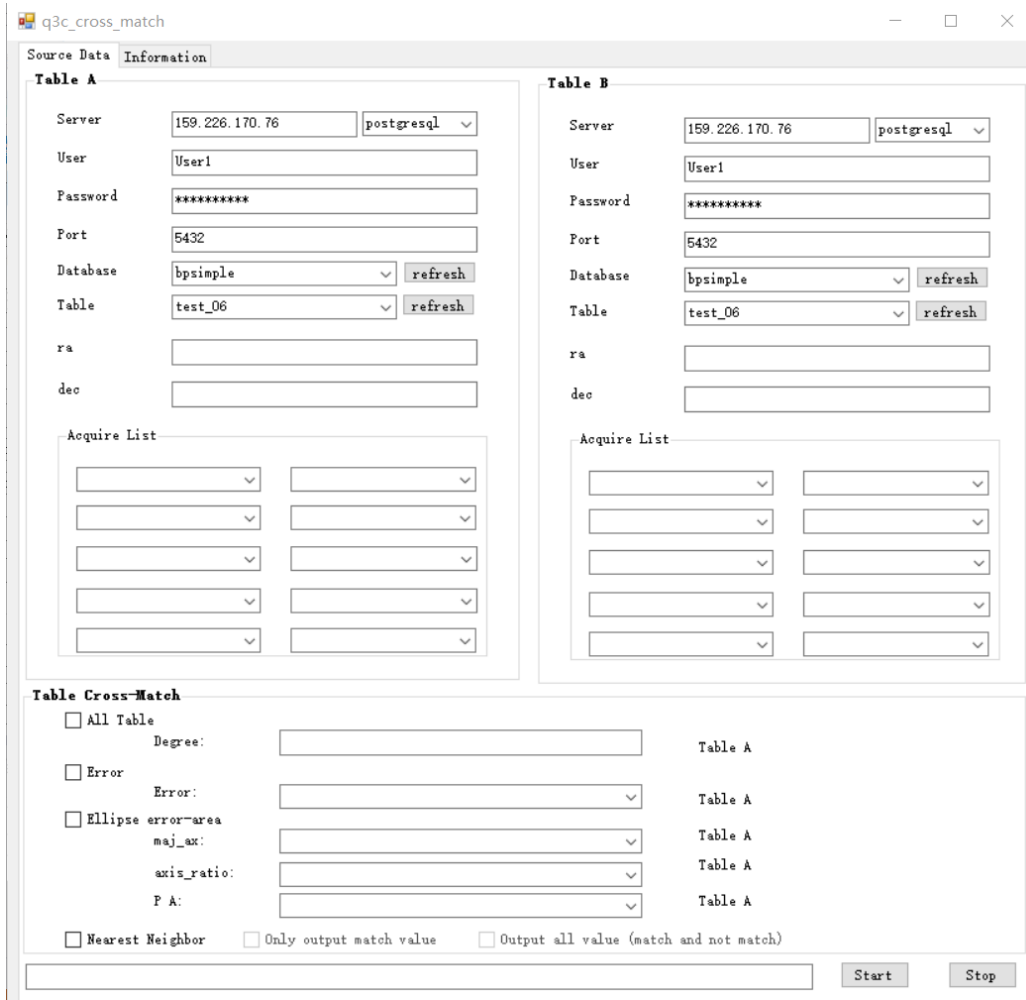 q3c_cross_match
Source Data Information
Table A
Server 159.226.170.76 postgresql
User User1
Password **********
Port 5432
Database bpsimple refresh
Table test_06 refresh
ra
dec
Acquire List
Table B
Server 159.226.170.76 postgresql
User User1
Password **********
Port 5432
Database bpsimple refresh
Table test_06 refresh
ra
dec
Acquire List
Table Cross-Match
All Table
Degree: Table A
Error
Error: Table A
Ellipse error-area
maj_ax: Table A
axis_ratio: Table A
P A: Table A
Nearest Neighbor Only output match value Output all value (match and not match)
Start Stop